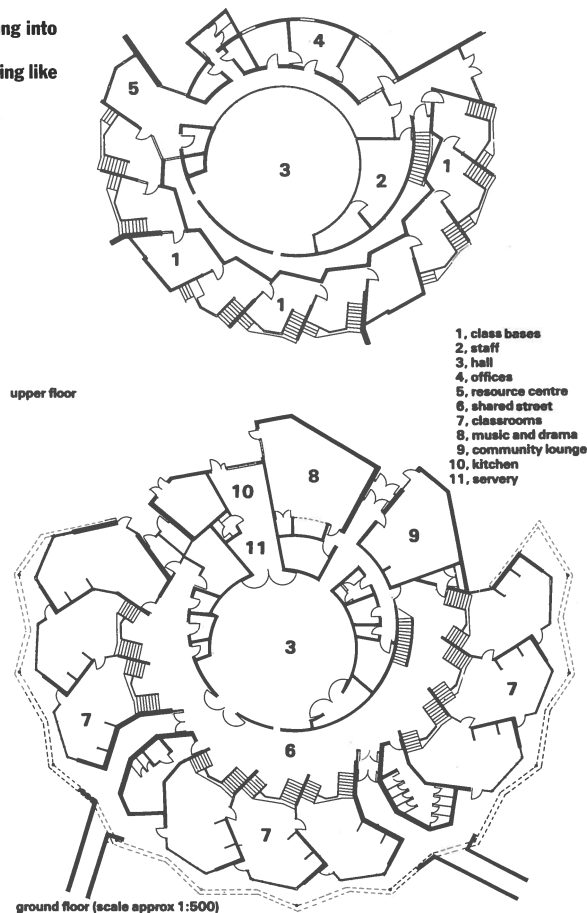 ing into
ing like
4
5
3
2
1
1
1
1, class bases
2, staff
3, hall
4, offices
5, resource centre
6, shared street
7, classrooms
8, music and drama
9, community lounge
10, kitchen
11, servery
upper floor
8
10
9
11
3
7
7
6
7
ground floor (scale approx 1:500)